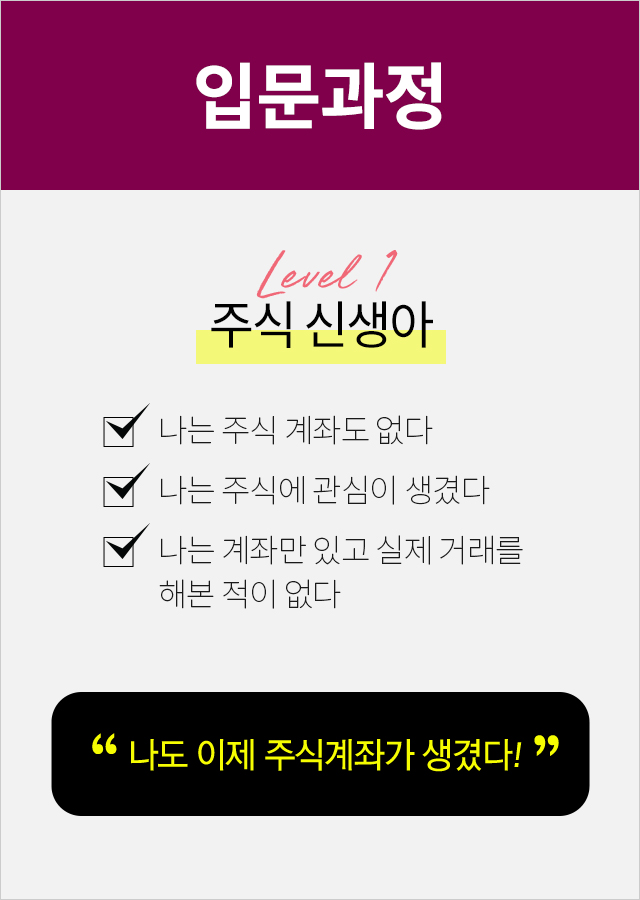 입문과정
Level 1
주식 신생아
나는 주식 계좌도 없다
나는 주식에 관심이 생겼다
나는 계좌만 있고 실제 거래를
해본 적이 없다
“ 나도 이제 주식계좌가 생겼다! ”